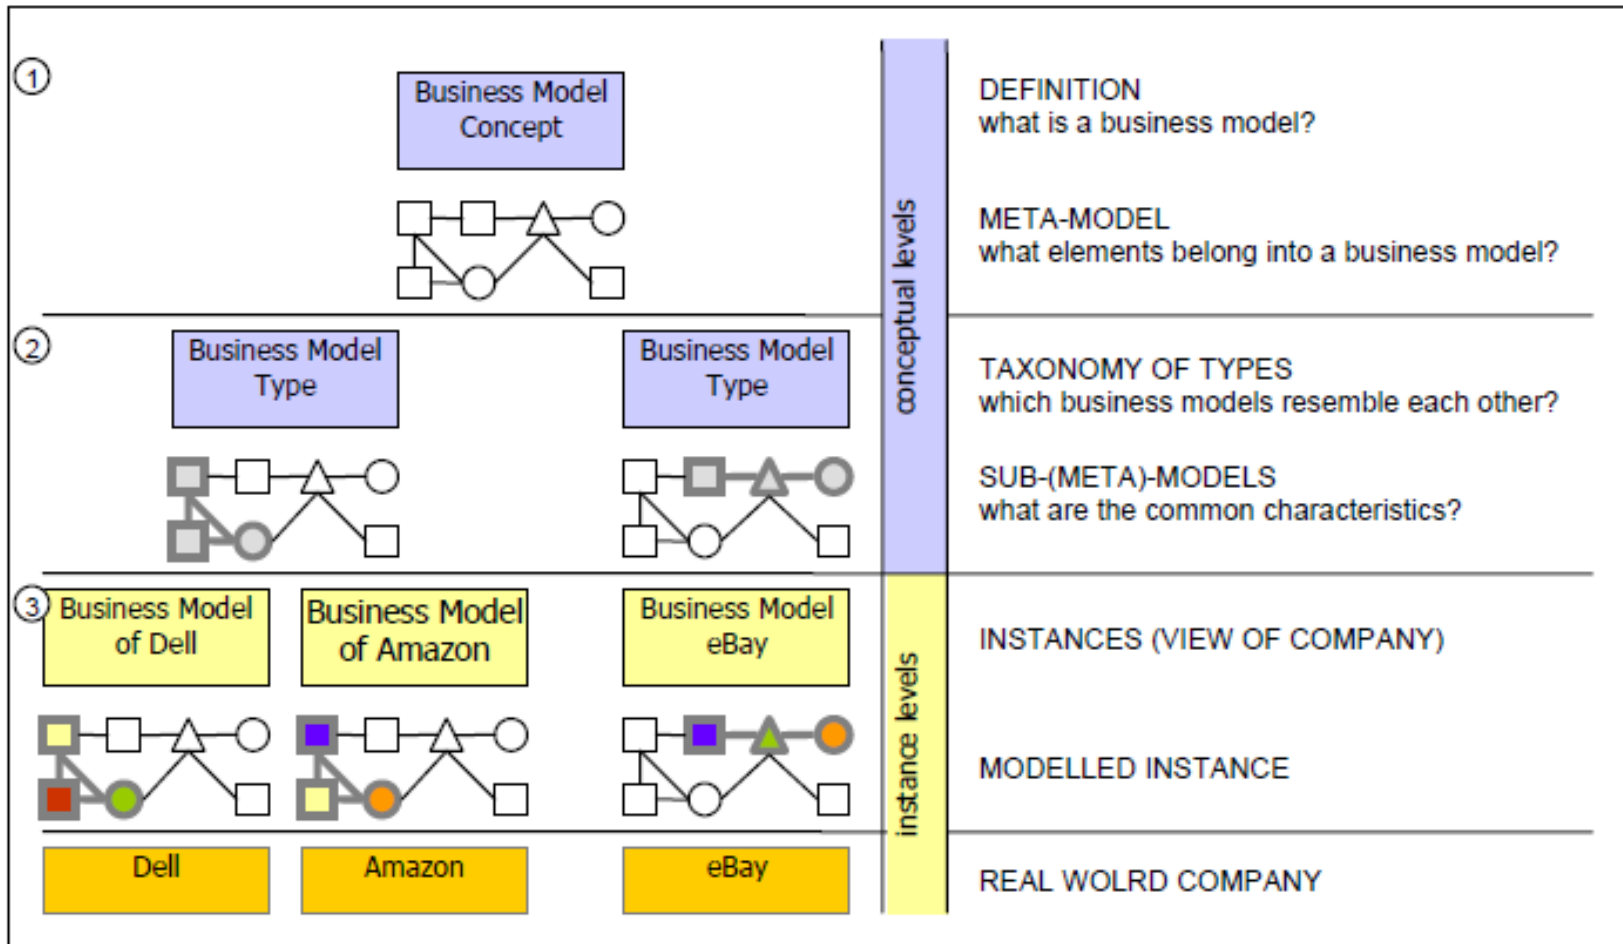 1
Business Model
Concept
DEFINITION
what is a business model?
META-MODEL
what elements belong into a business model?
conceptual levels
2
Business Model
Type
Business Model
Type
TAXONOMY OF TYPES
which business models resemble each other?
SUB-(META)-MODELS
what are the common characteristics?
3
Business Model
of Dell
Business Model
of Amazon
Business Model
eBay
instance levels
INSTANCES (VIEW OF COMPANY)
MODELLED INSTANCE
Dell
Amazon
eBay
REAL WOLRD COMPANY